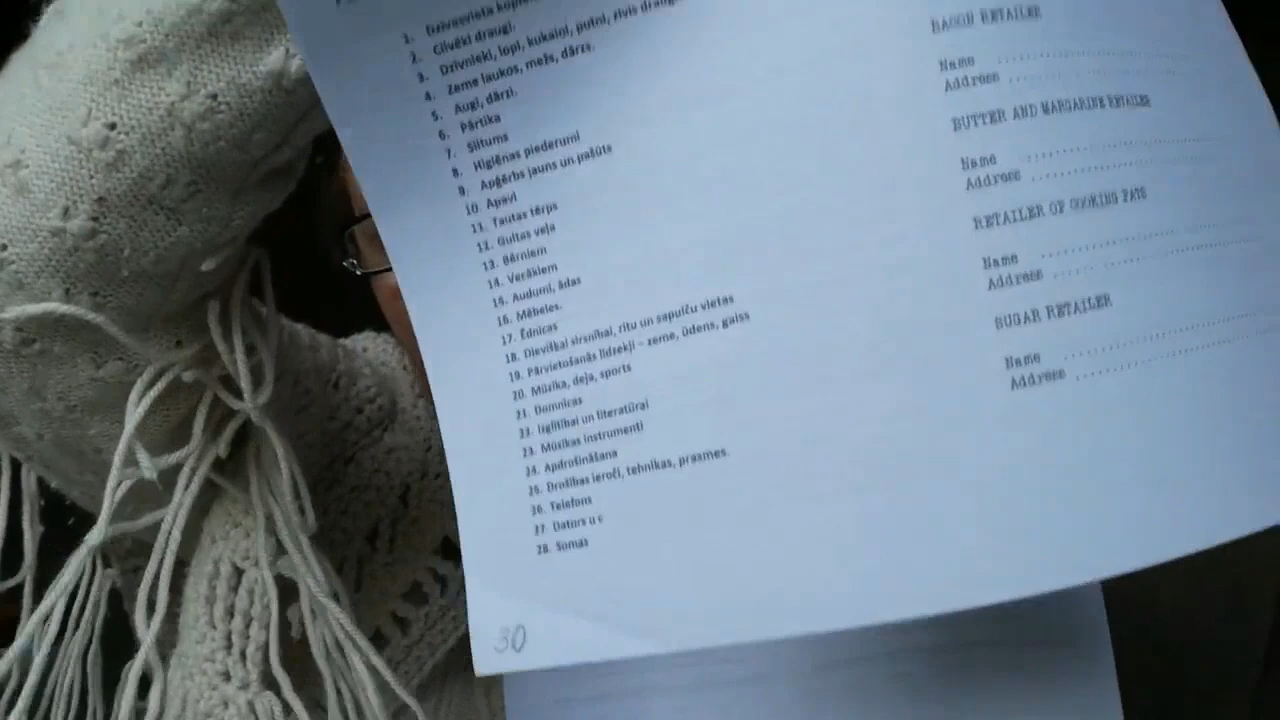 1. Dzīvesvieta
2. Cilvēki draugi.
3. Dzīvnieki, lopi, kukaiņi, putni, zivis draugi
4. Zeme laukos, mežs, dārzs.
5. Augi, dārzi.
6. Pārtika
7. Siltums
8. Higiēnas piederumi
9. Apģērbs jauns un pašūts
10. Apavi
11. Tautas tērps
12. Gultas veļa
13. Bērniem
14. Verākiem
15. Audumi, ādas
16. Mēbeles.
17. Ēdnīcas
18. Dievišķai sirsnībai, ritu un sapulču vietas
19. Pārvietošanās līdzekļi – zeme, ūdens, gaiss
20. Mūzika, deja, sports
21. Domnīcas
22. Izglītībai un literatūrai
23. Mūzikas instrumenti
24. Apdrošināšana
25. Drošības ieroči, tehnikas, prasmes.
26. Telefons
27. Dators u c
28. Somas
30
BACON RETAILER
Name
Address
BUTTER AND MARGARINE RETAILER
Name
Address
RETAILER OF COOKING FATS
Name
Address
SUGAR RETAILER
Name
Address